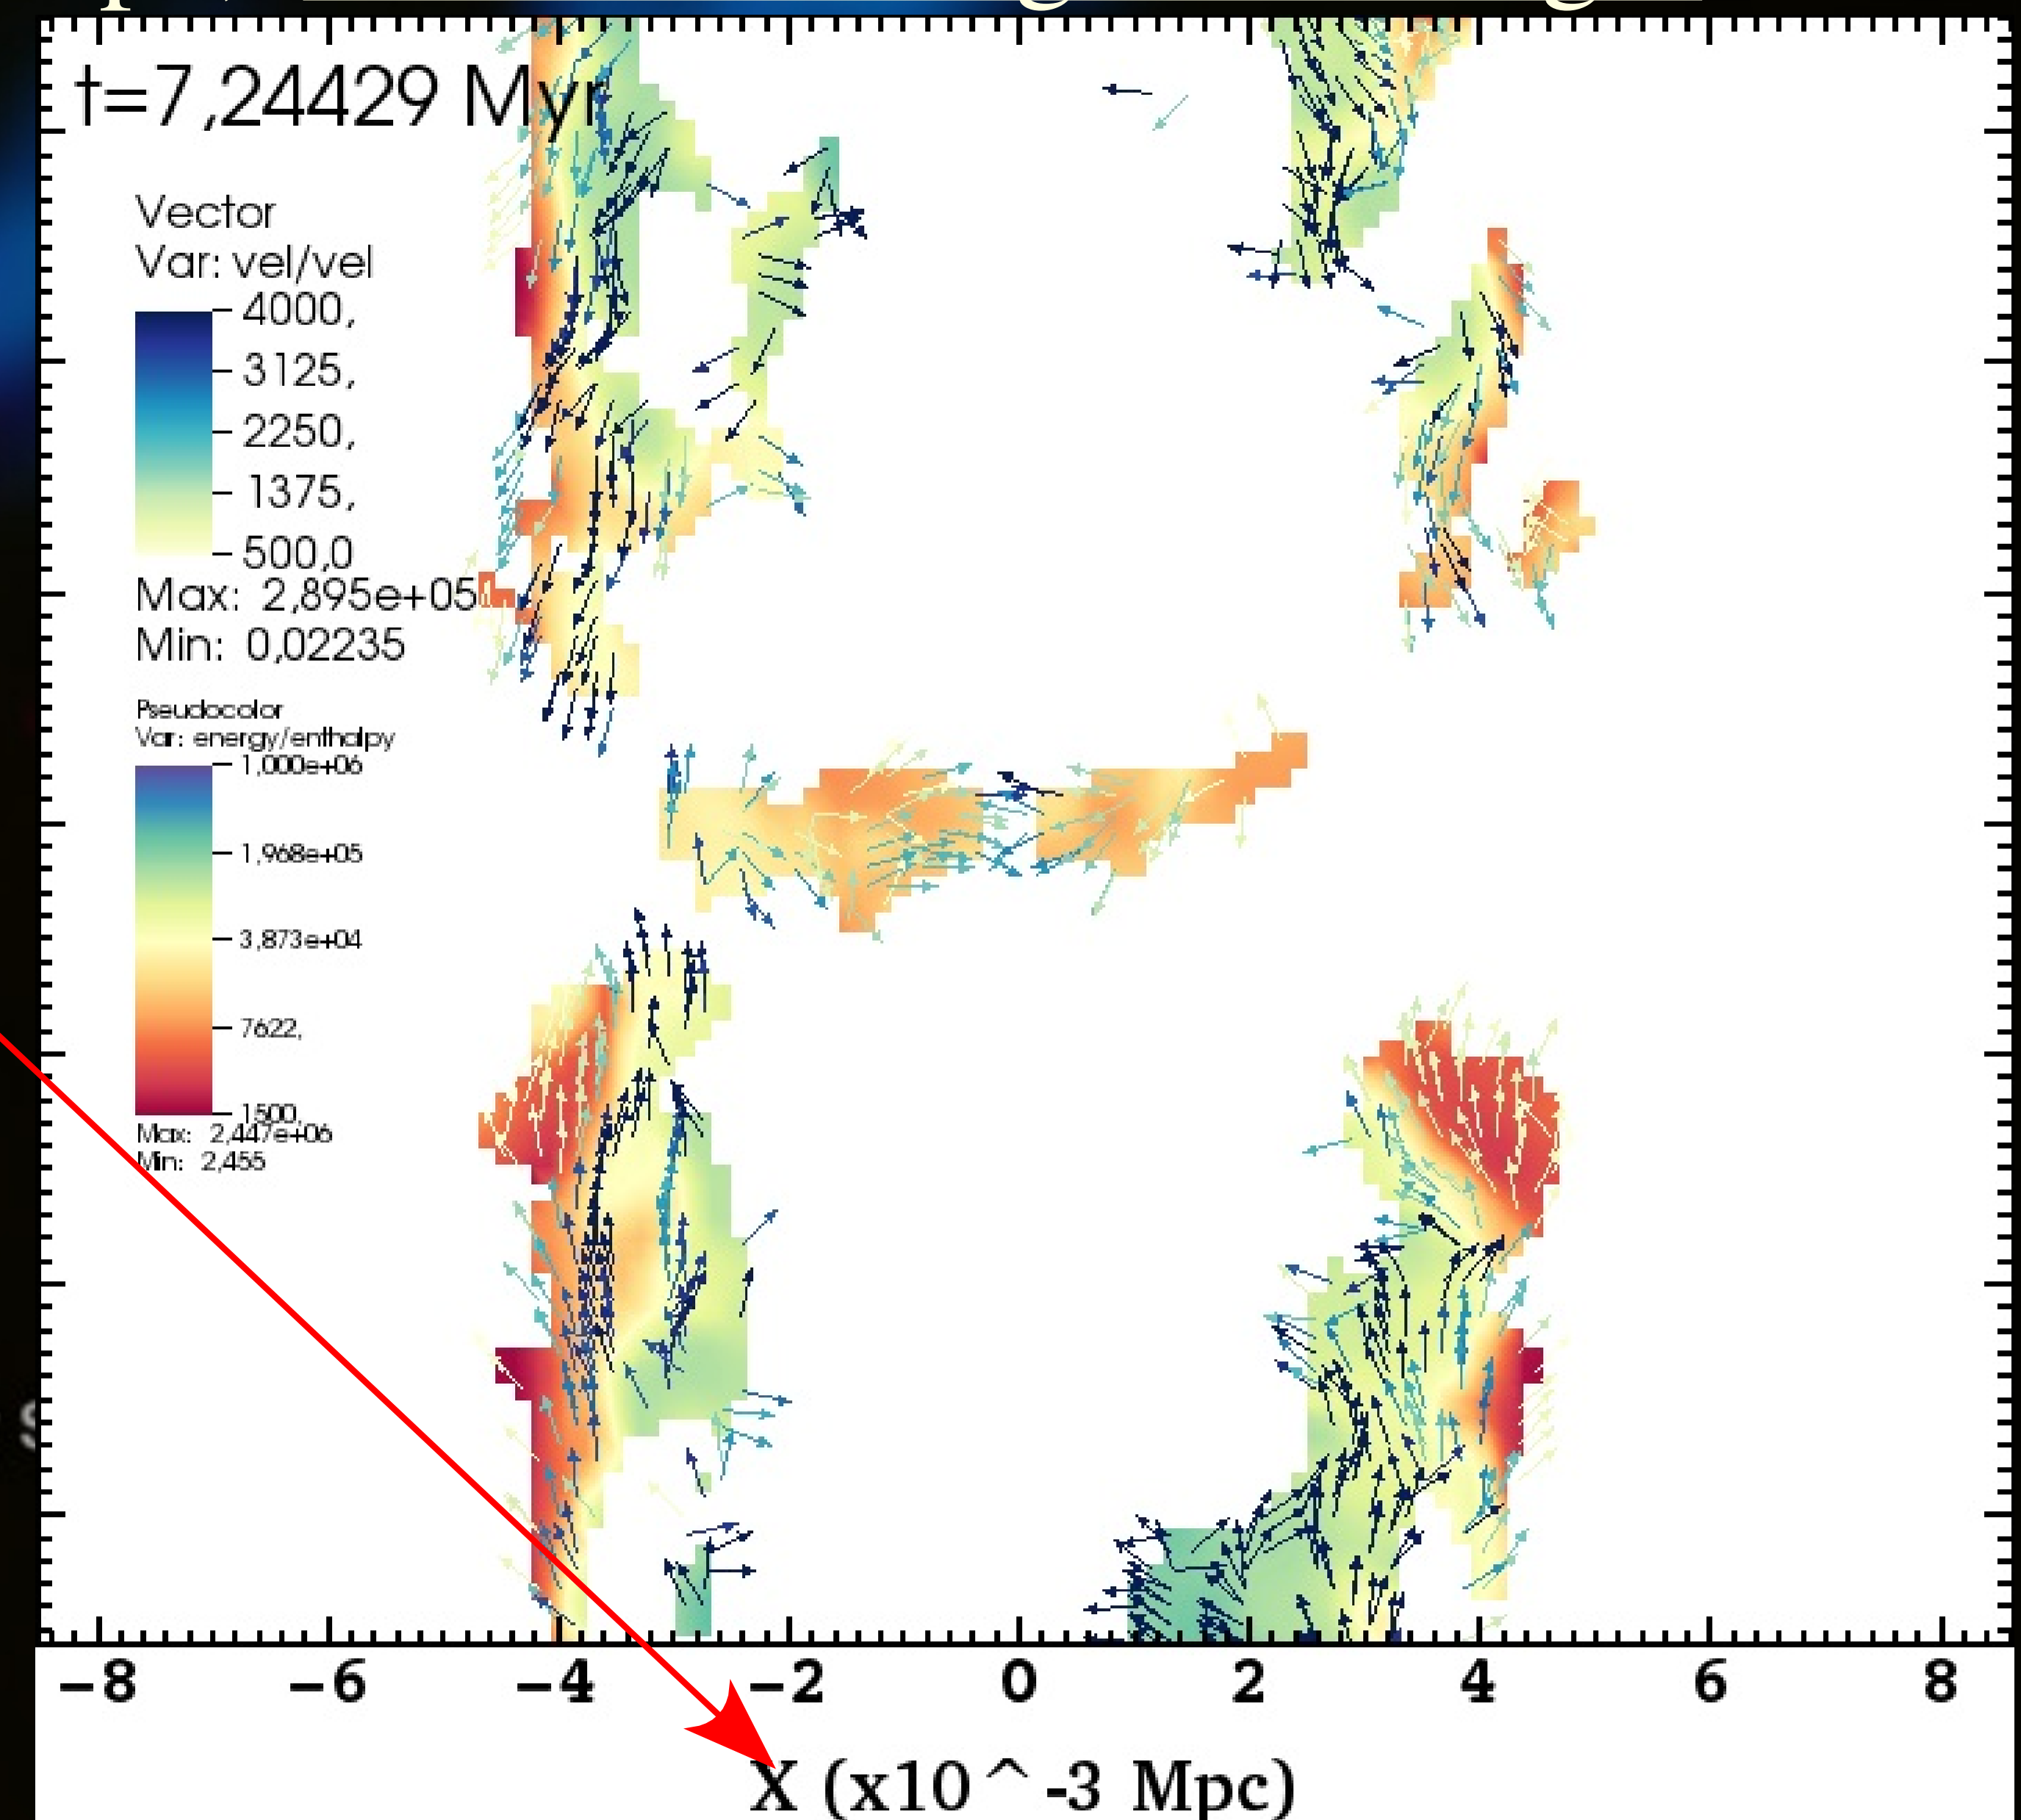 t=7,24429 Myr
Vector
Var: vel/vel
4000,
3125,
2250,
1375,
500,0
Max: 2,895e+05
Min: 0,02235
Pseudocolor
Var: energy/enthalpy
1,000e+06
1,968e+05
3,873e+04
7622,
1500,
Max: 2,447e+06
Min: 2,455
-8 -6 -4 -2 0 2 4 6 8
X (x10^-3 Mpc)